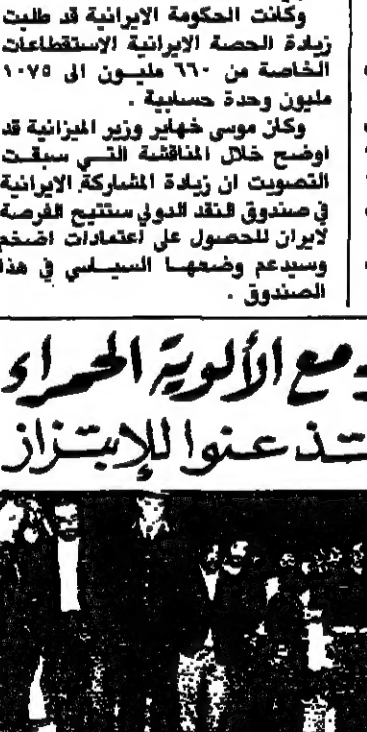 وكانت الحكومة الايرانية قد طلبت
زيادة الحصة الايرانية الاستقطاعات
الخاصة من ٦٦٠ مليون الى ١٠٧٥
مليون وحدة حسابية .
وكان موسى خهاير وزير الميزانية قد
اوضح خلال المناقشة التي سبقت
التصويت ان زيادة المشاركة الايرانية
في صندوق النقد الدولي ستتيح الفرصة
لايران للحصول على اعتمادات اضخم
وسيدعم وضعها السياسي في هذا
الصندوق .
مع الألوية الحمراء
تذعنوا للإبتزاز